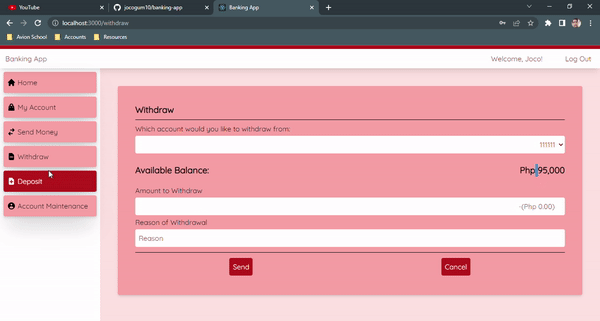 YouTube
jocogum10/banking-app
Banking App
localhost:3000/withdraw
Avion School
Accounts
Resources
Banking App
Welcome, Joco!
Log Out
Home
My Account
Send Money
Withdraw
Deposit
Account Maintenance
Withdraw
Which account would you like to withdraw from:
111111
Available Balance:
Php 95,000
Amount to Withdraw
-(Php 0.00)
Reason of Withdrawal
Reason
Send
Cancel